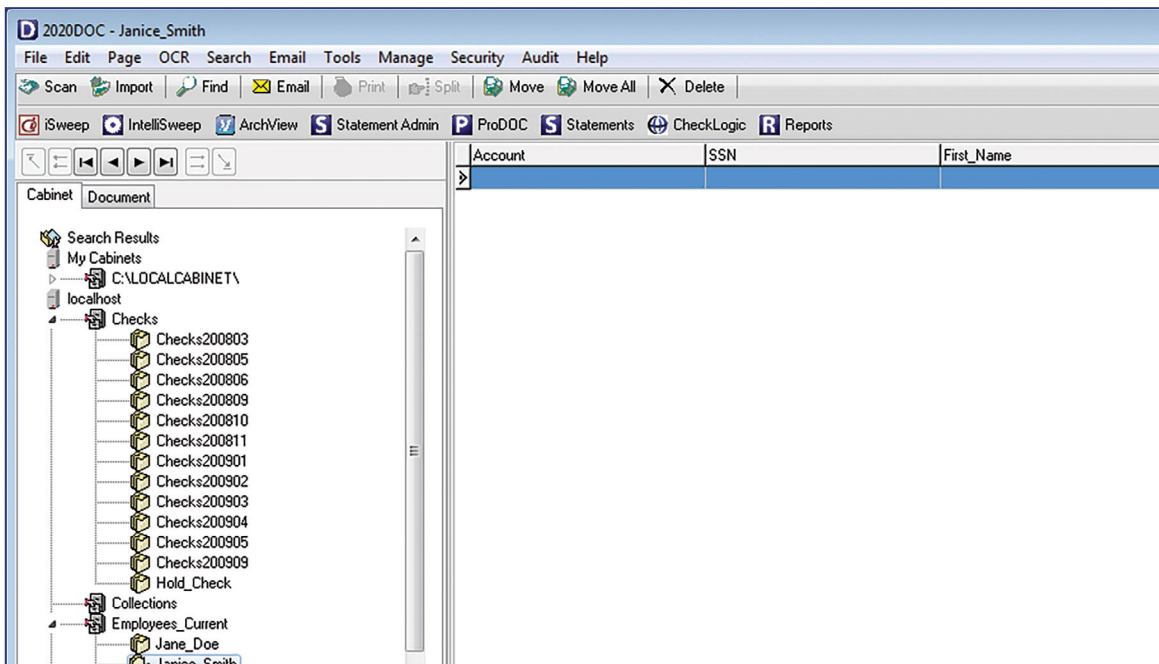 2020DOC - Janice_Smith
File Edit Page OCR Search Email Tools Manage Security Audit Help
Scan Import Find Email Print Split Move Move All Delete
iSweep IntelliSweep ArchView Statement Admin ProDOC Statements CheckLogic Reports
Account SSN First_Name
Cabinet Document
Search Results
My Cabinets
C:\LOCALCABINET\
localhost
Checks
Checks200803
Checks200805
Checks200806
Checks200809
Checks200810
Checks200811
Checks200901
Checks200902
Checks200903
Checks200904
Checks200905
Checks200909
Hold_Check
Collections
Employees_Current
Jane_Doe
Janice_Smith